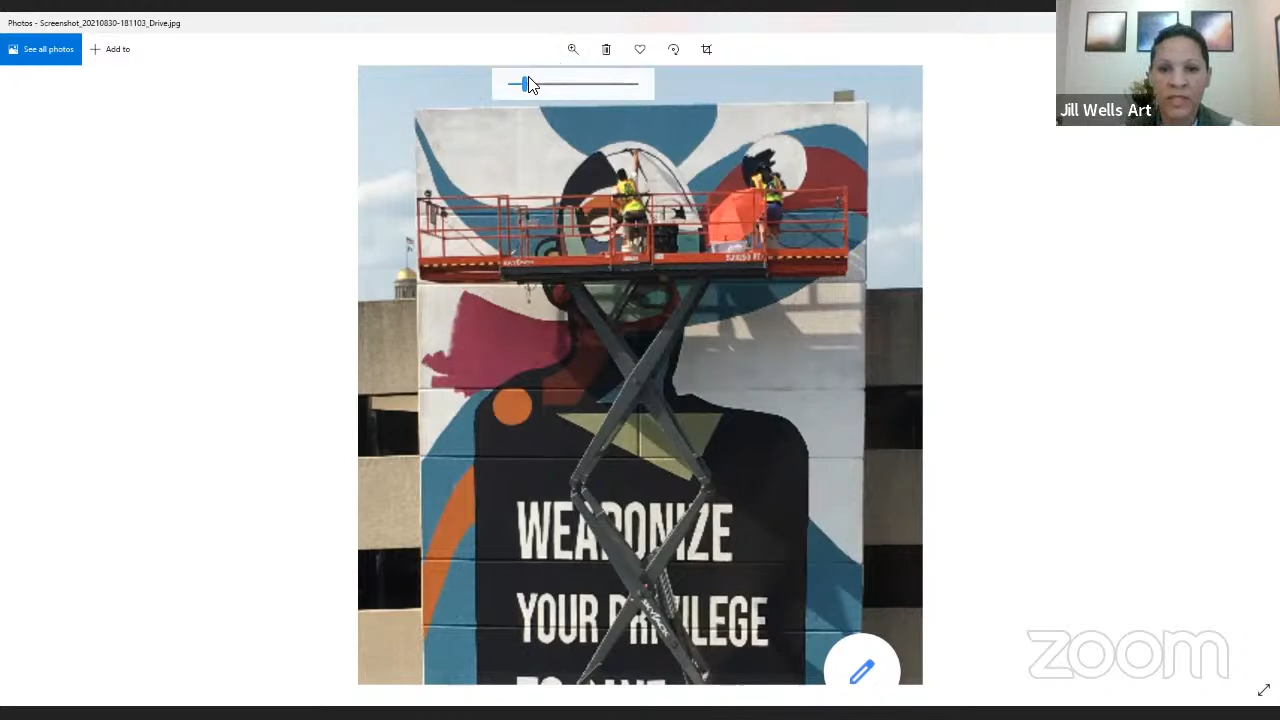 Photos - Screenshot_20210830-181103_Drive.jpg
See all photos
Add to
Jill Wells Art
WEAPONIZE
YOUR PRIVILEGE
zoom